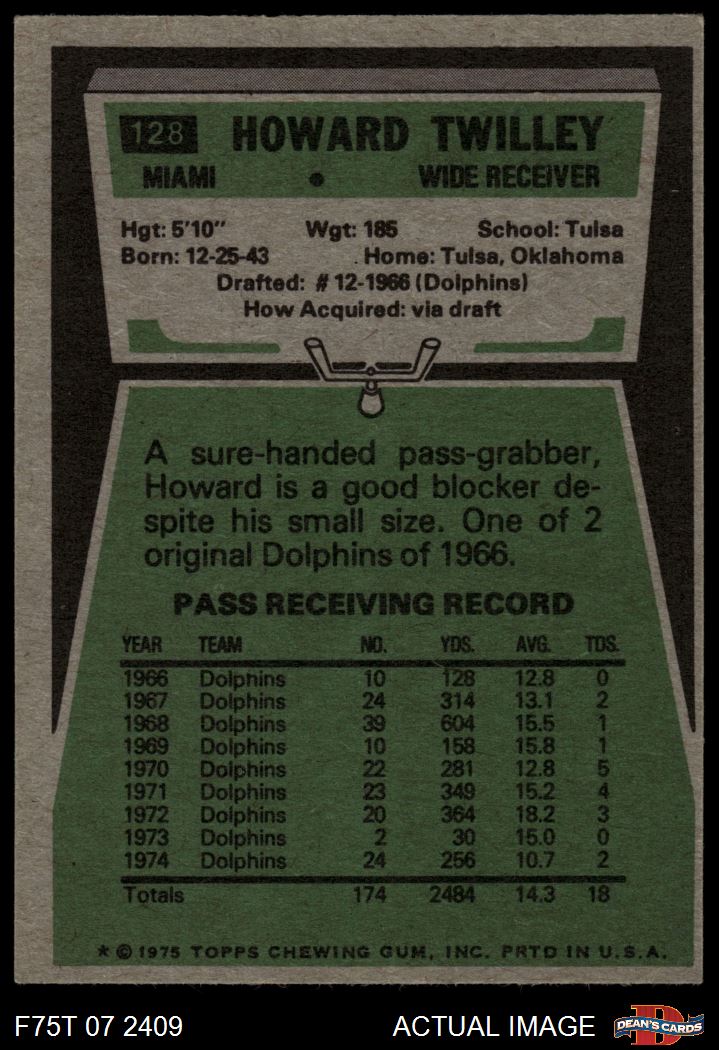 128 HOWARD TWILLEY
MIAMI • WIDE RECEIVER
Hgt: 5'10" Wgt: 185 School: Tulsa
Born: 12-25-43 Home: Tulsa, Oklahoma
Drafted: # 12-1966 (Dolphins)
How Acquired: via draft
A sure-handed pass-grabber,
Howard is a good blocker de-
spite his small size. One of 2
original Dolphins of 1966.
PASS RECEIVING RECORD
YEAR TEAM NO. YDS. AVG. TDS.
1966 Dolphins 10 128 12.8 0
1967 Dolphins 24 314 13.1 2
1968 Dolphins 39 604 15.5 1
1969 Dolphins 10 158 15.8 1
1970 Dolphins 22 281 12.8 5
1971 Dolphins 23 349 15.2 4
1972 Dolphins 20 364 18.2 3
1973 Dolphins 2 30 15.0 0
1974 Dolphins 24 256 10.7 2
Totals 174 2484 14.3 18
* © 1975 TOPPS CHEWING GUM, INC. PRTD IN U.S.A.
F75T 07 2409 ACTUAL IMAGE D DEAN'S CARDS